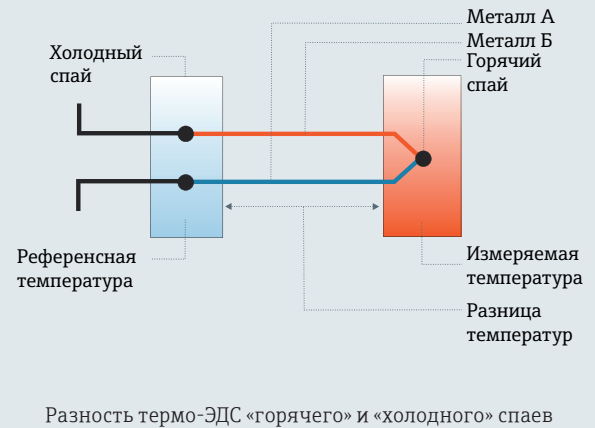 Металл А
Металл Б
Холодный
спай
Горячий
спай
Референсная
температура
Измеряемая
температура
Разница
температур
Разность термо-ЭДС «горячего» и «холодного» спаев